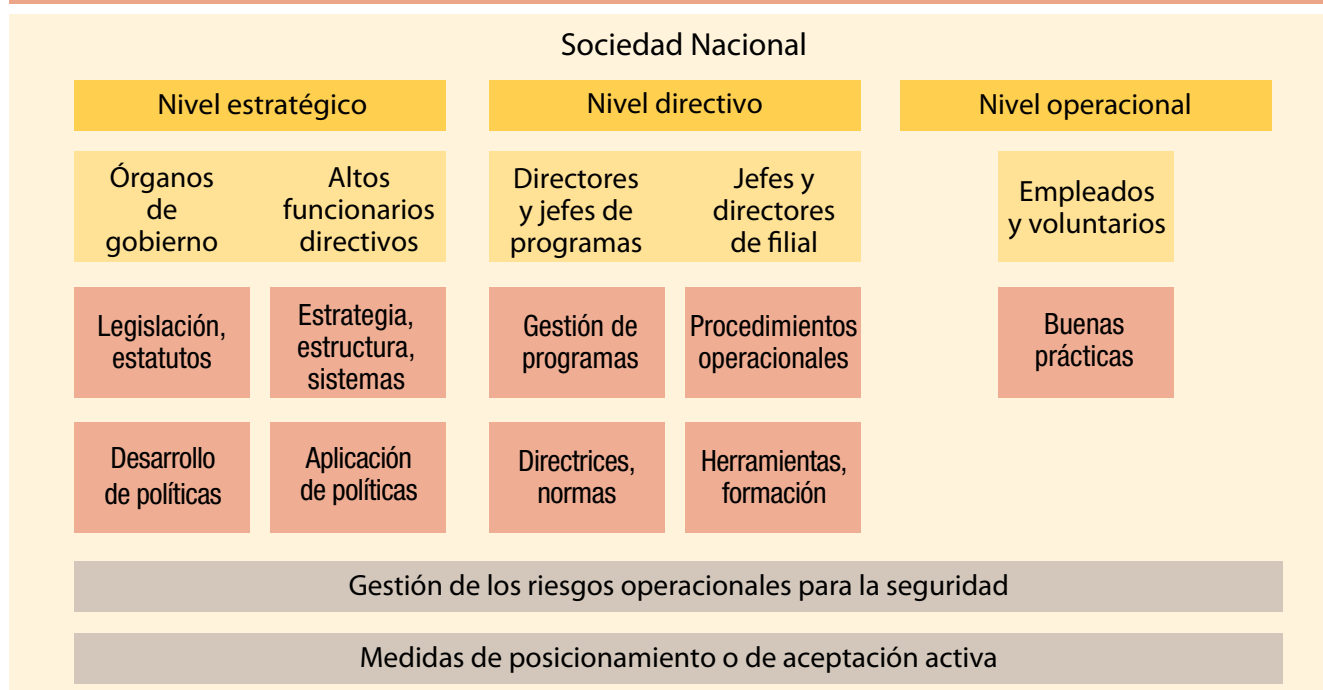 Sociedad Nacional
Nivel estratégico
Nivel directivo
Nivel operacional
Órganos
de
gobierno
Altos
funcionarios
directivos
Directores
y jefes de
programas
Jefes y
directores
de filial
Empleados
y voluntarios
Legislación,
estatutos
Estrategia,
estructura,
sistemas
Gestión de
programas
Procedimientos
operacionales
Buenas
prácticas
Desarrollo
de políticas
Aplicación
de políticas
Directrices,
normas
Herramientas,
formación
Gestión de los riesgos operacionales para la seguridad
Medidas de posicionamiento o de aceptación activa